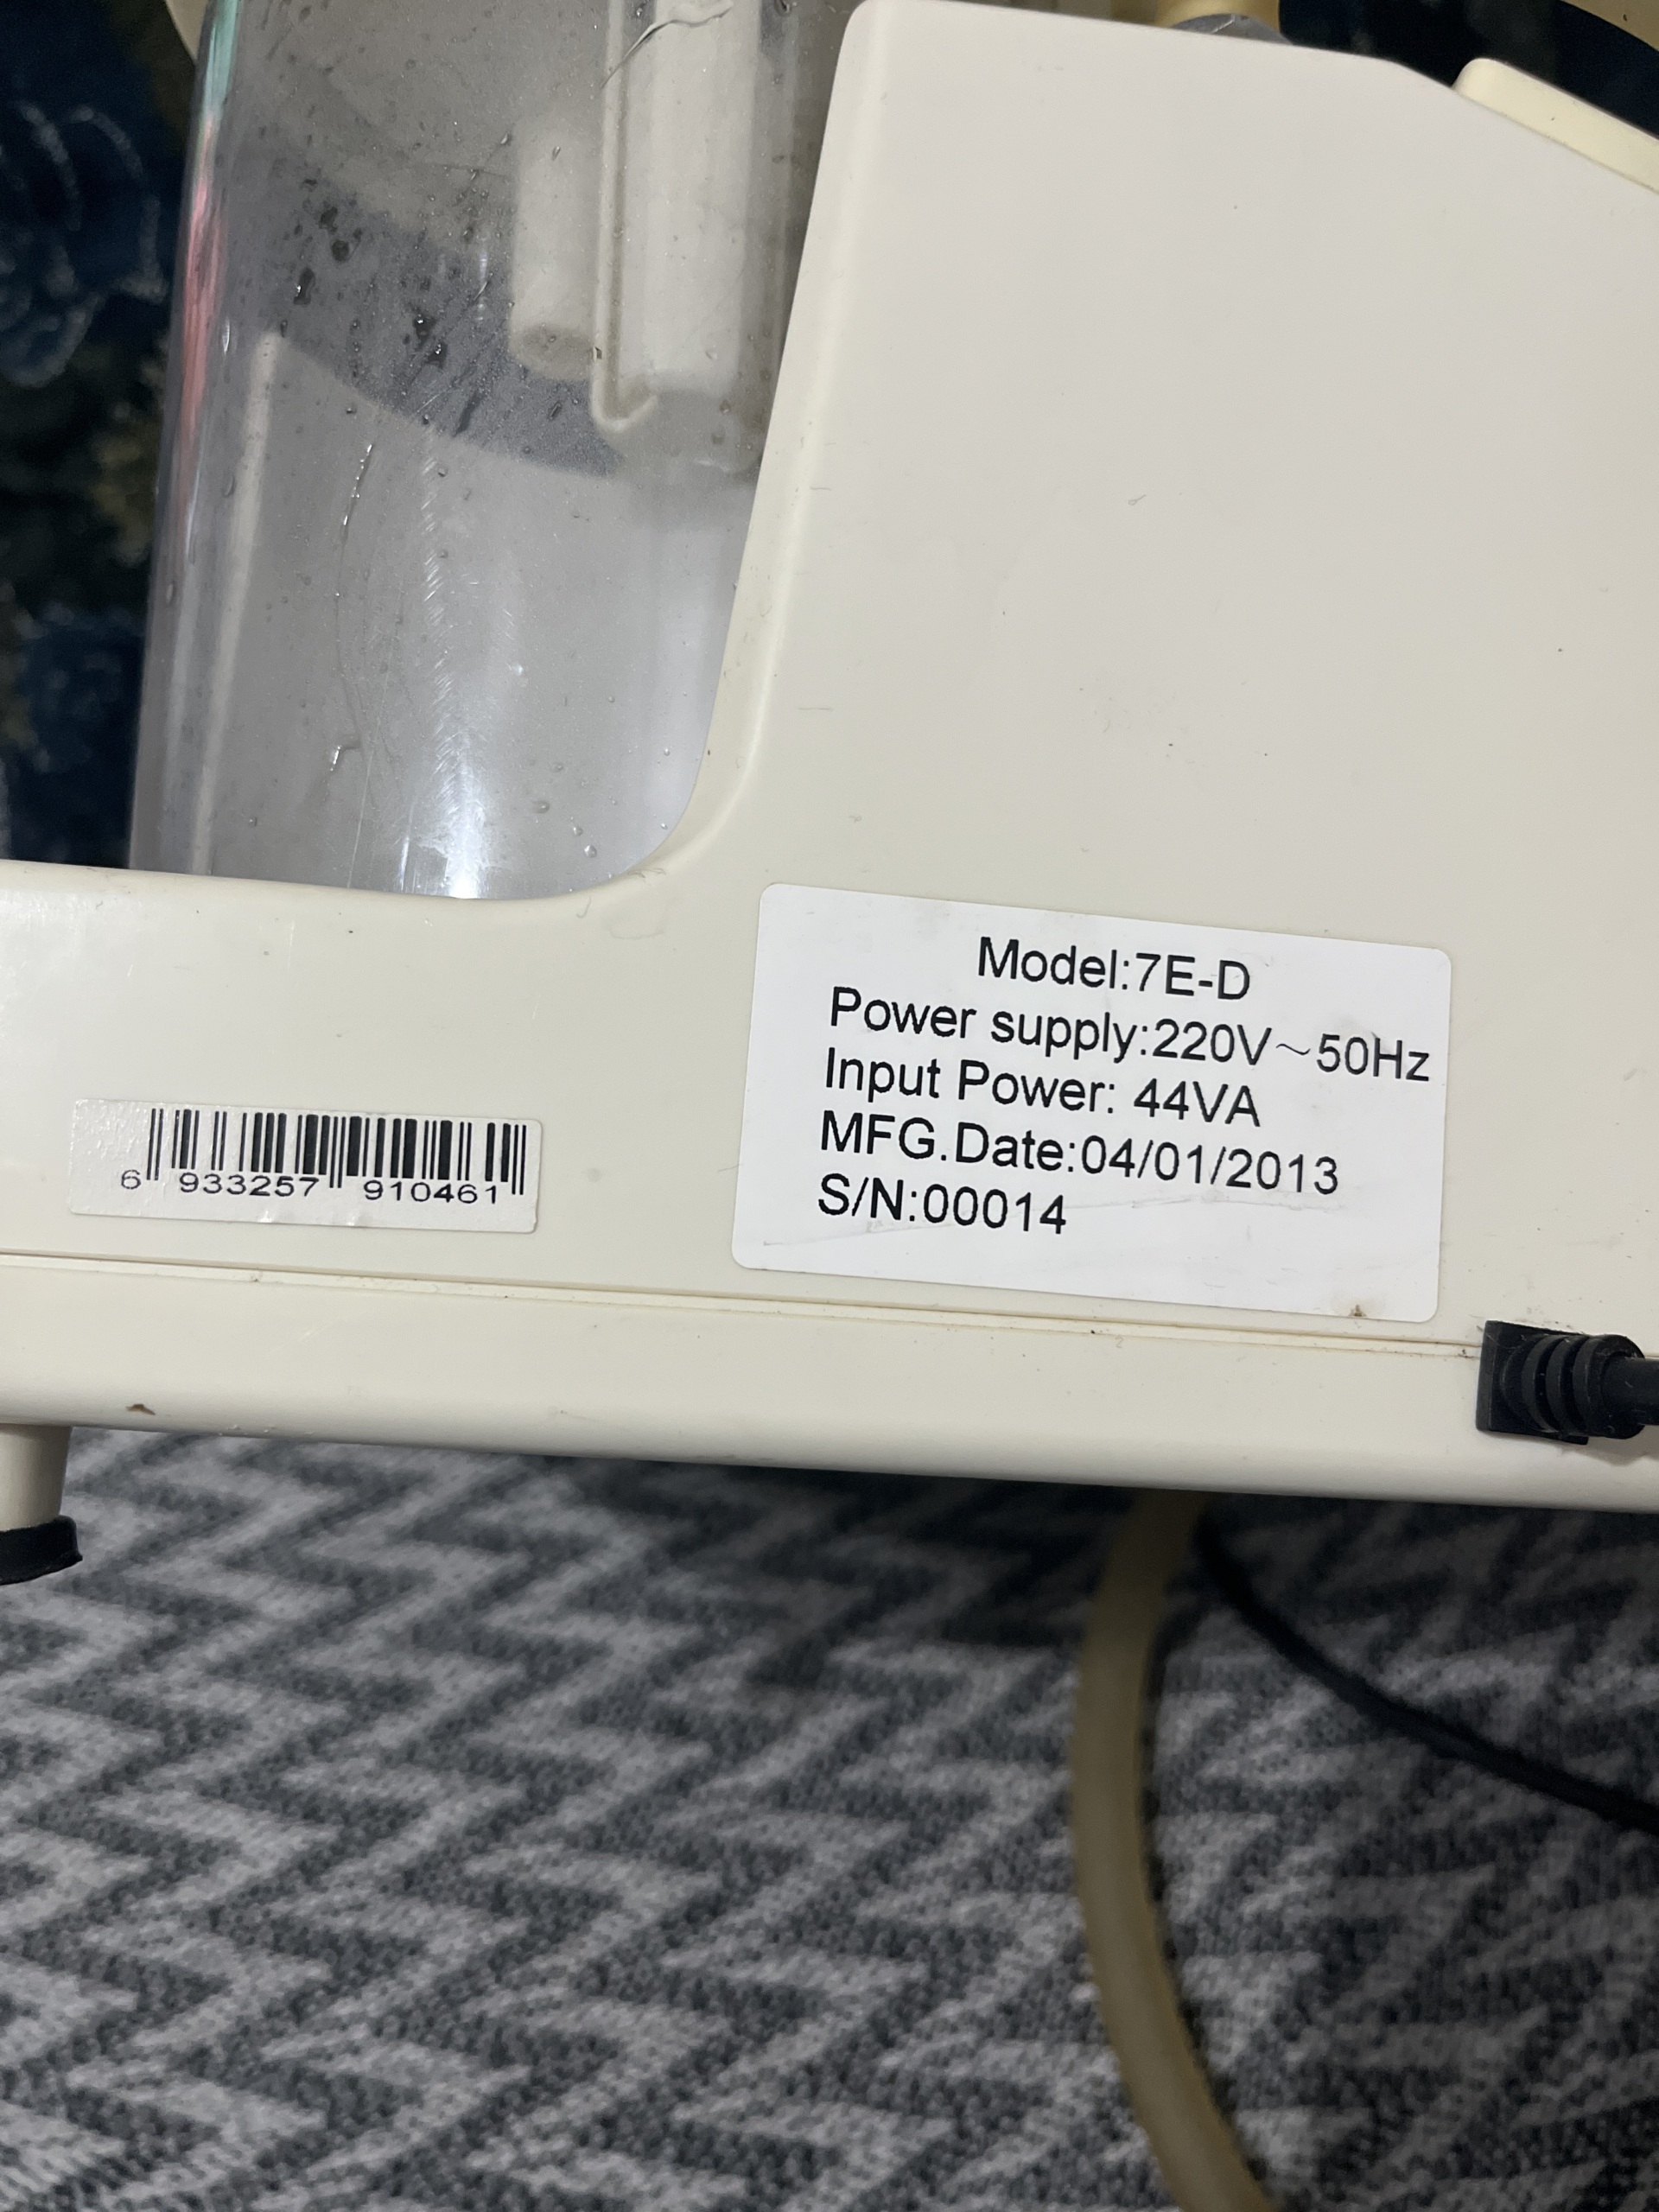 Model:7E-D
Power supply:220V～50Hz
Input Power: 44VA
MFG.Date:04/01/2013
S/N:00014
6 933257 910461